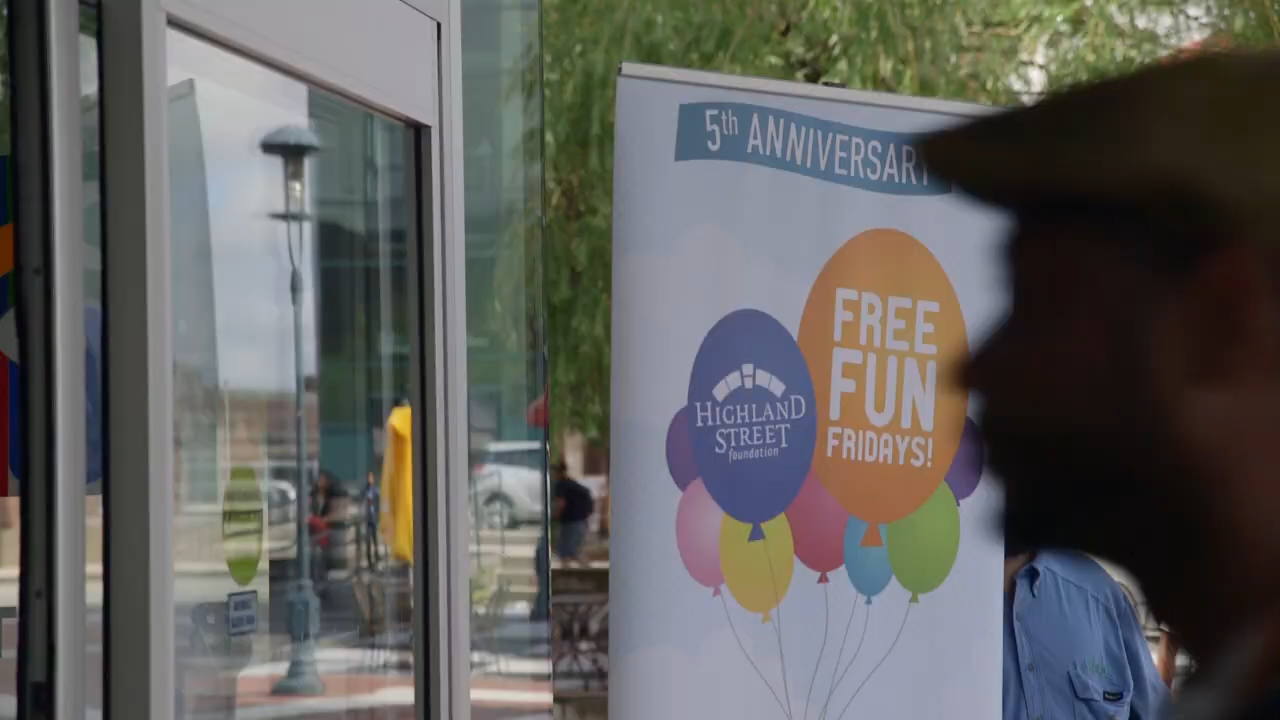 5th ANNIVERSARY
FREE
FUN
FRIDAYS!
HIGHLAND
STREET
foundation